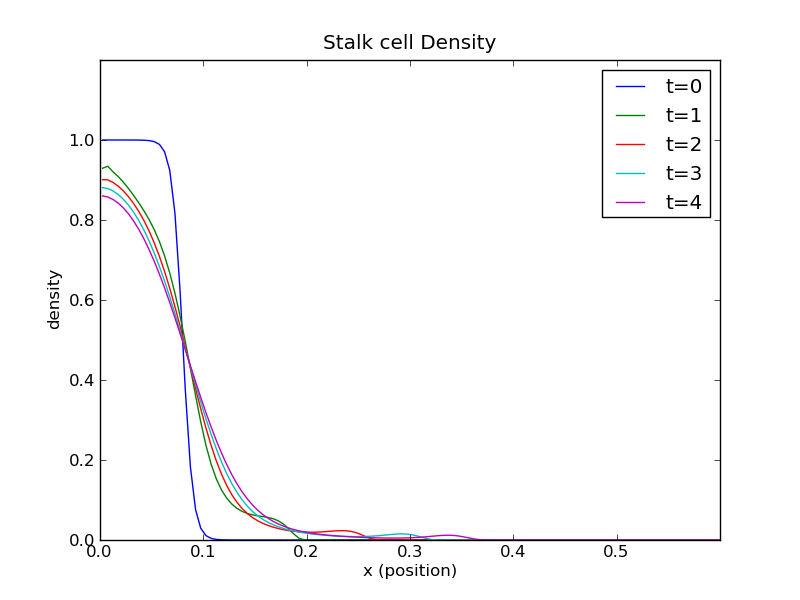 Stalk cell Density
t=0
t=1
t=2
t=3
t=4
density
1.0
0.8
0.6
0.4
0.2
0.0
0.0 0.1 0.2 0.3 0.4 0.5
x (position)